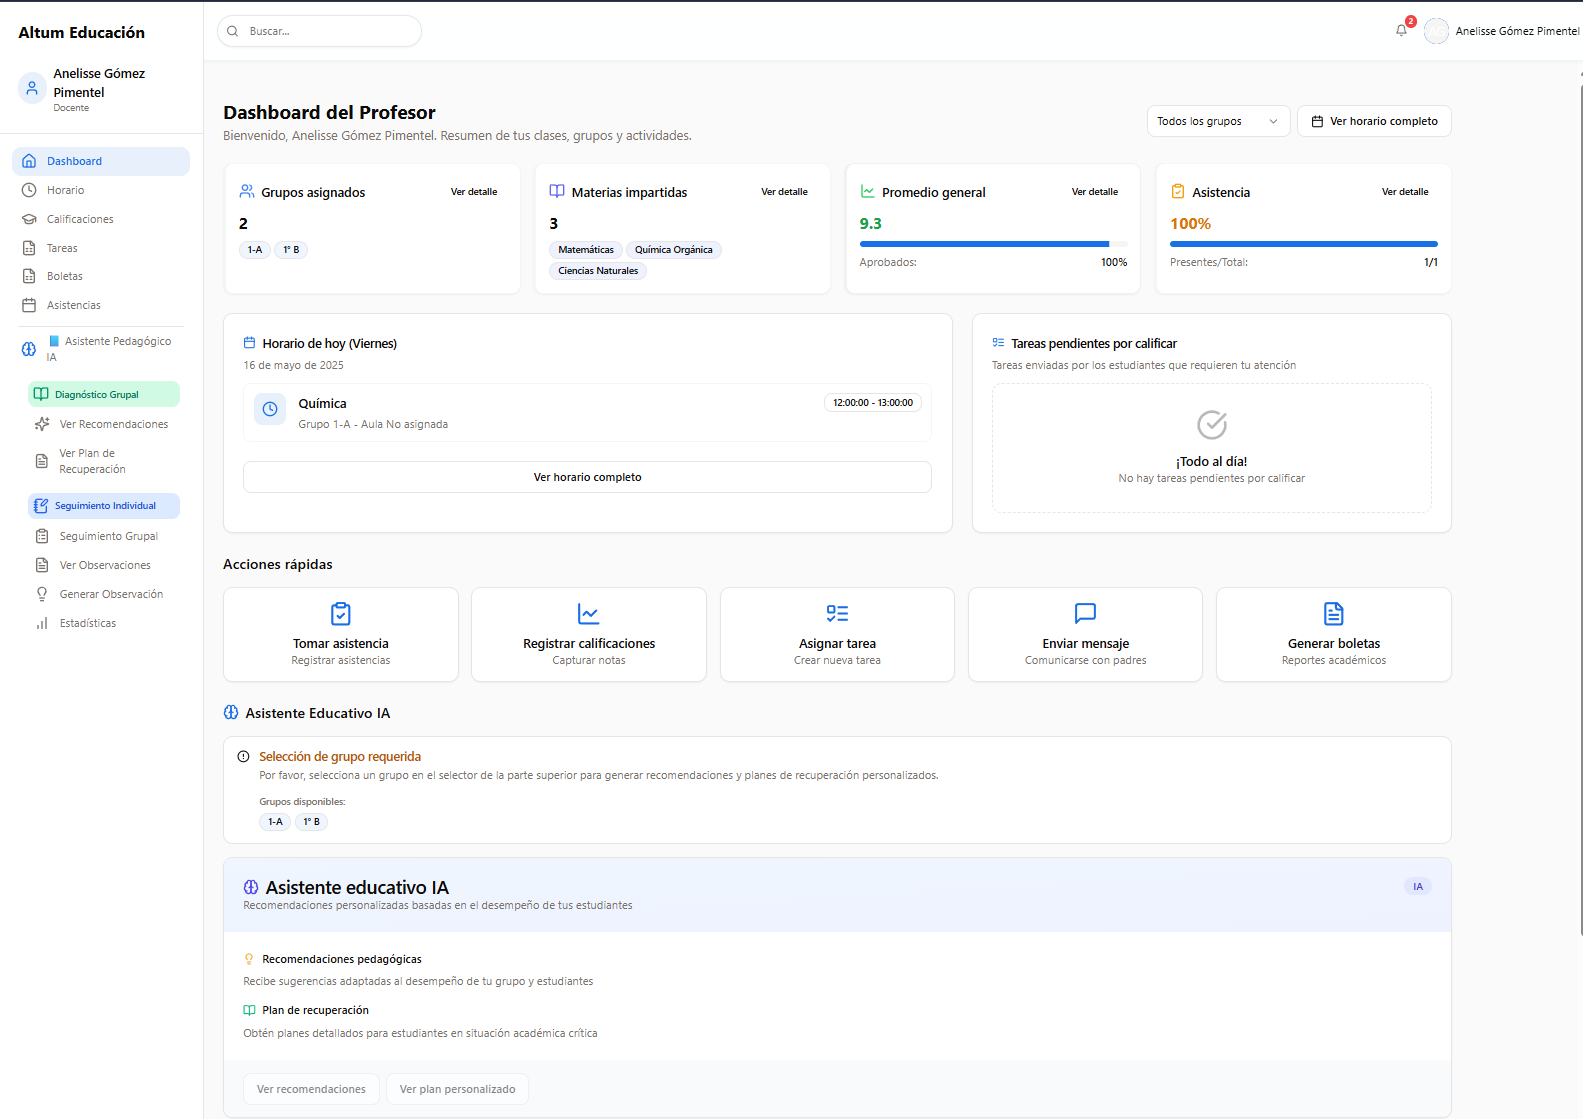 Altum Educación
Anelisse Gómez
Pimentel
Docente
Dashboard
Horario
Calificaciones
Tareas
Boletas
Asistencias
Asistente Pedagógico
IA
Diagnóstico Grupal
Ver Recomendaciones
Ver Plan de
Recuperación
Seguimiento Individual
Seguimiento Grupal
Ver Observaciones
Generar Observación
Estadísticas
Buscar...
2
Anelisse Gómez Pimentel
Dashboard del Profesor
Bienvenido, Anelisse Gómez Pimentel. Resumen de tus clases, grupos y actividades.
Todos los grupos
Ver horario completo
Grupos asignados
Ver detalle
2
1-A
1° B
Materias impartidas
Ver detalle
3
Matemáticas
Química Orgánica
Ciencias Naturales
Promedio general
Ver detalle
9.3
Aprobados:
100%
Asistencia
Ver detalle
100%
Presentes/Total:
1/1
Horario de hoy (Viernes)
16 de mayo de 2025
Química
Grupo 1-A - Aula No asignada
12:00:00 - 13:00:00
Ver horario completo
Tareas pendientes por calificar
Tareas enviadas por los estudiantes que requieren tu atención
¡Todo al día!
No hay tareas pendientes por calificar
Acciones rápidas
Tomar asistencia
Registrar asistencias
Registrar calificaciones
Capturar notas
Asignar tarea
Crear nueva tarea
Enviar mensaje
Comunicarse con padres
Generar boletas
Reportes académicos
Asistente Educativo IA
Selección de grupo requerida
Por favor, selecciona un grupo en el selector de la parte superior para generar recomendaciones y planes de recuperación personalizados.
Grupos disponibles:
1-A
1° B
Asistente educativo IA
IA
Recomendaciones personalizadas basadas en el desempeño de tus estudiantes
Recomendaciones pedagógicas
Recibe sugerencias adaptadas al desempeño de tu grupo y estudiantes
Plan de recuperación
Obtén planes detallados para estudiantes en situación académica crítica
Ver recomendaciones
Ver plan personalizado